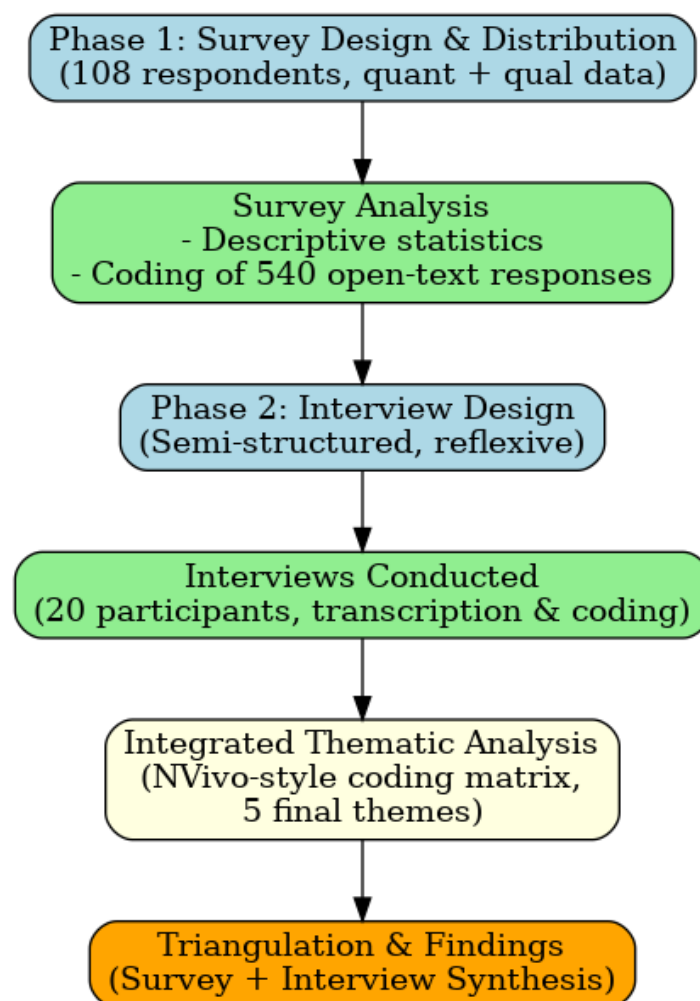 Phase 1: Survey Design & Distribution
(108 respondents, quant + qual data)
Survey Analysis
- Descriptive statistics
- Coding of 540 open-text responses
Phase 2: Interview Design
(Semi-structured, reflexive)
Interviews Conducted
(20 participants, transcription & coding)
Integrated Thematic Analysis
(NVivo-style coding matrix,
5 final themes)
Triangulation & Findings
(Survey + Interview Synthesis)